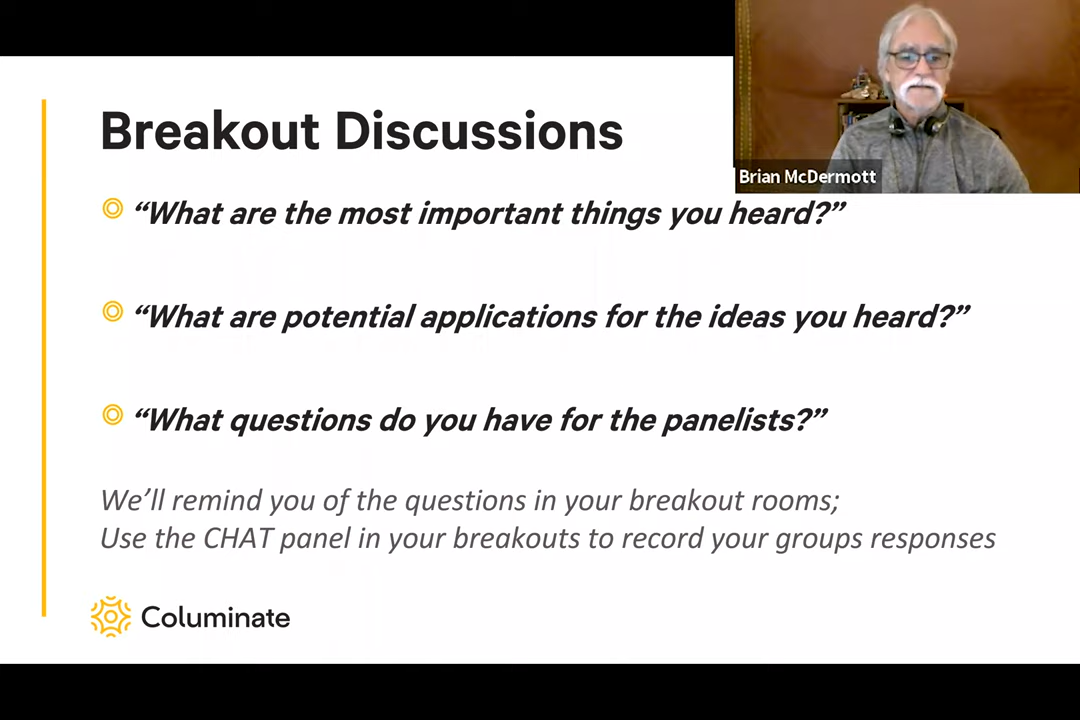 Breakout Discussions
Brian McDermott
“What are the most important things you heard?”
“What are potential applications for the ideas you heard?”
“What questions do you have for the panelists?”
We’ll remind you of the questions in your breakout rooms;
Use the CHAT panel in your breakouts to record your groups responses
Columinate